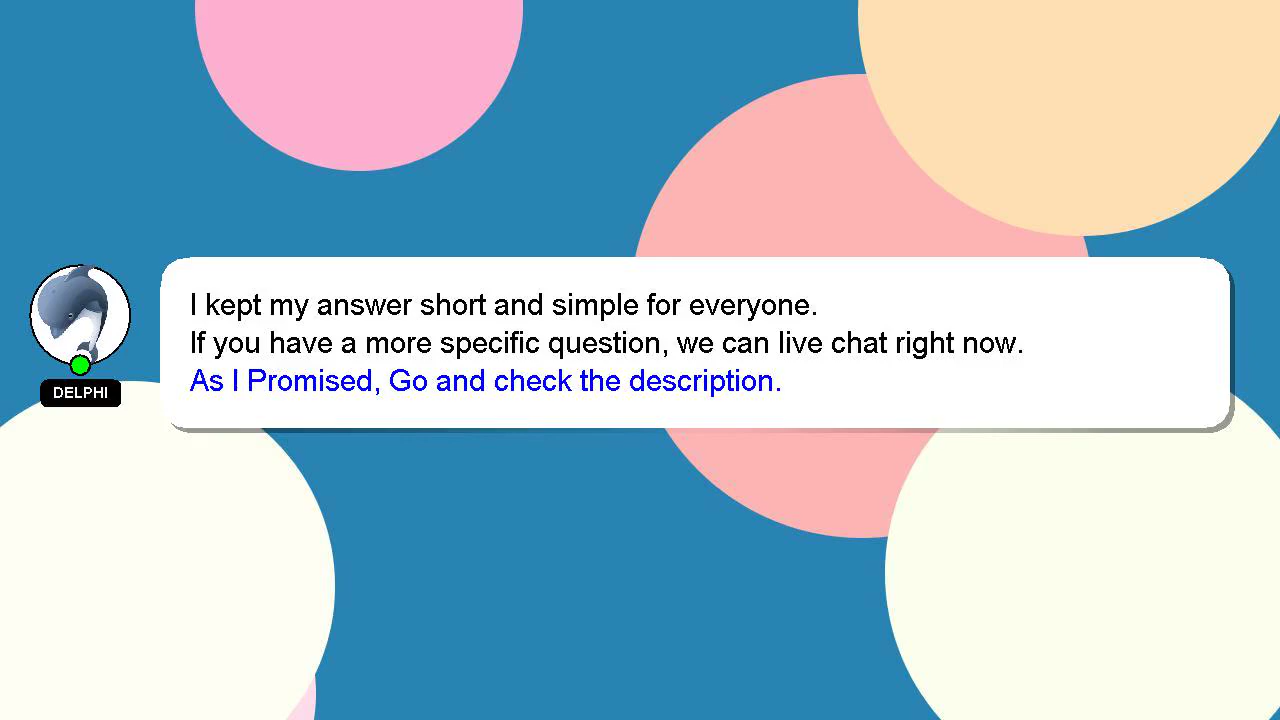 I kept my answer short and simple for everyone.
If you have a more specific question, we can live chat right now.
As I Promised, Go and check the description.
DELPHI